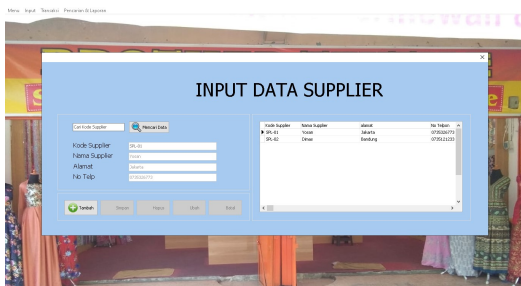 Menu Input Transaksi Pencarian & Laporan
INPUT DATA SUPPLIER
Cari Kode Supplier
Mencari Data
Kode Supplier SPL-01
Nama Supplier Yosan
Alamat Jakarta
No Telp
Tambah Simpan Hapus Ubah Batal
Kode Supplier Nama Supplier alamat No Telpon
SPL-01 Yosan Jakarta
SPL-02 Dimas Bandung